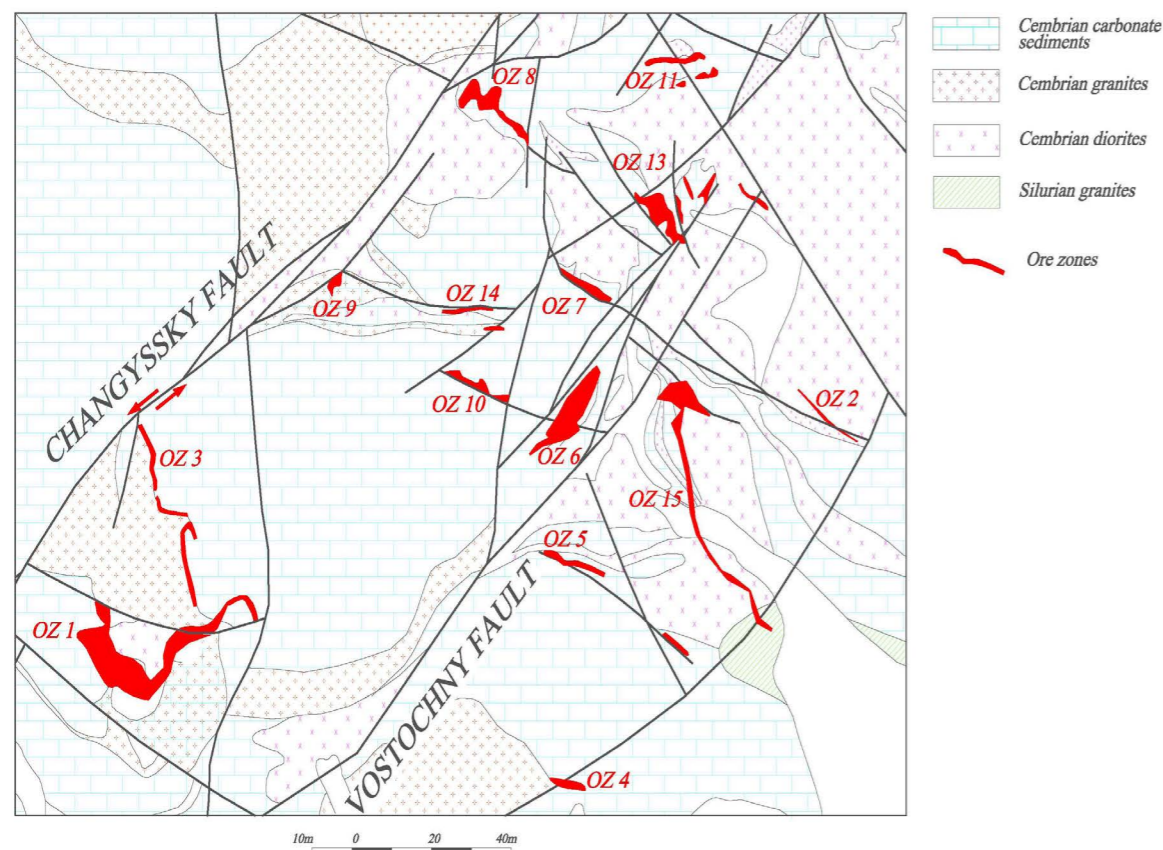 Cembrian carbonate
sediments
Cembrian granites
Cembrian diorites
Silurian granites
Ore zones
OZ 8
OZ 11
OZ 13
CHANGYSSKY FAULT
OZ 9
OZ 14
OZ 7
OZ 10
OZ 2
OZ 3
OZ 6
OZ 15
OZ 5
OZ 1
VOSTOCHNY FAULT
OZ 4
10m 0 20 40m